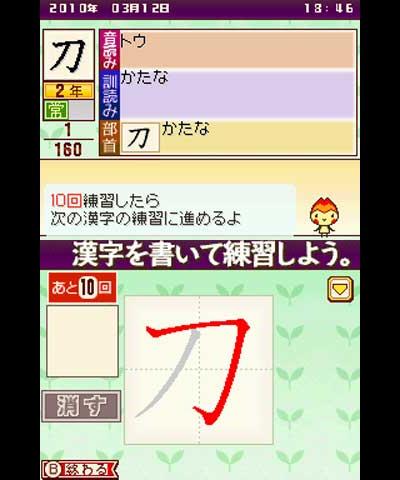 2010年 03月12日 18:46
刀
2年
常
1
160
音読み トウ
訓読み かたな
部首 刀 かたな
10回練習したら
次の漢字の練習に進めるよ
漢字を書いて練習しよう。
あと10回
刀
消す
Ⓑ終わる